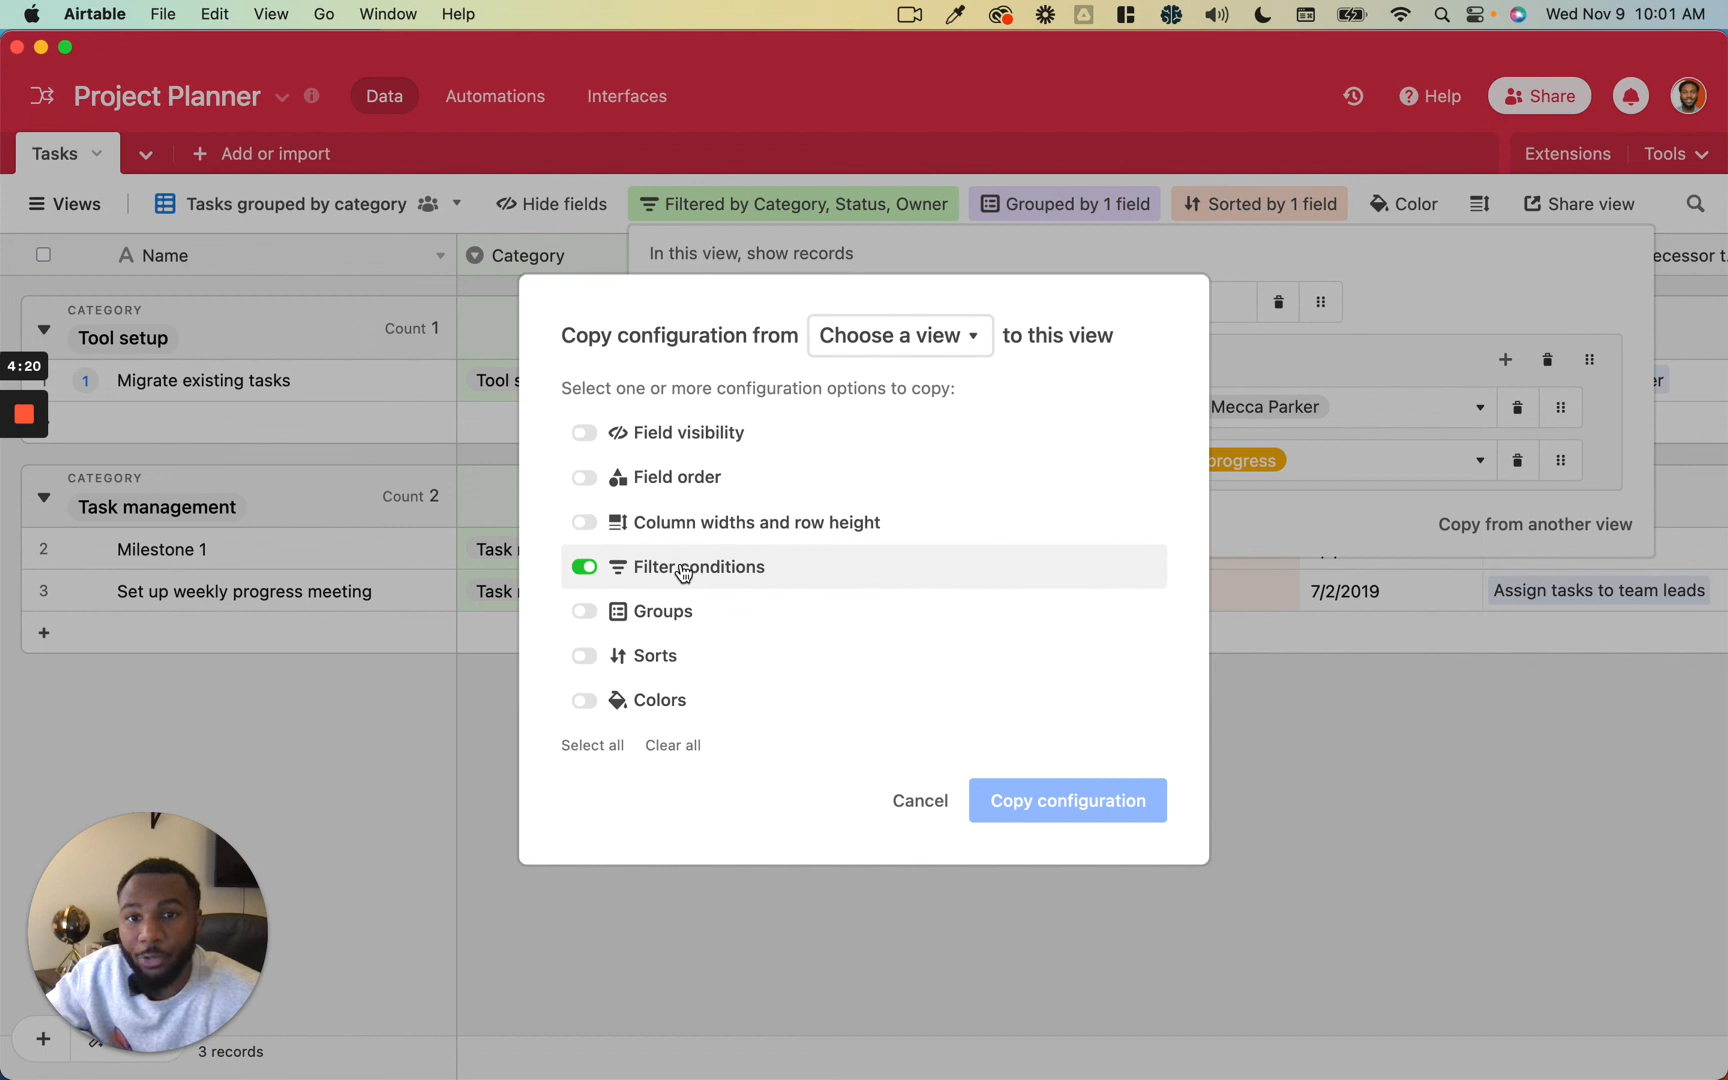 Airtable File Edit View Go Window Help Wed Nov 9 10:01 AM
Project Planner Data Automations Interfaces Help Share
Tasks Add or import Extensions Tools
Views Tasks grouped by category Hide fields Filtered by Category, Status, Owner Grouped by 1 field Sorted by 1 field Color Share view
Name Category In this view, show records ecessor t.
CATEGORY
Tool setup Count 1
4:20
1 Migrate existing tasks Tool s er
CATEGORY
Task management Count 2
2 Milestone 1 Task
3 Set up weekly progress meeting Task 7/2/2019 Assign tasks to team leads
+
Mecca Parker
progress
Copy from another view
Copy configuration from Choose a view to this view
Select one or more configuration options to copy:
Field visibility
Field order
Column widths and row height
Filter conditions
Groups
Sorts
Colors
Select all Clear all
Cancel Copy configuration
+ 3 records